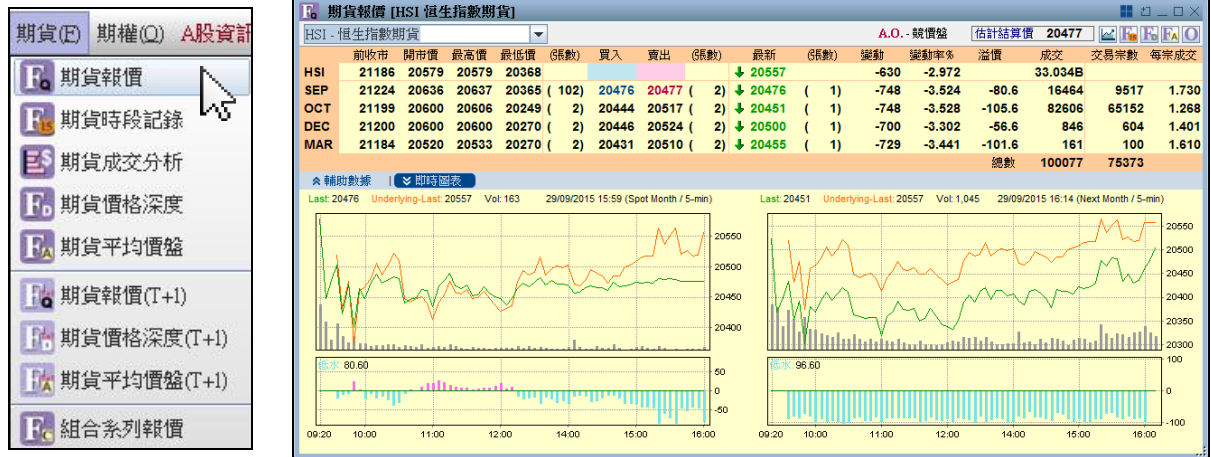 期貨(F) 期權(O) A股資訊
期貨報價
期貨時段記錄
期貨成交分析
期貨價格深度
期貨平均價盤
期貨報價(T+1)
期貨價格深度(T+1)
期貨平均價盤(T+1)
組合系列報價
期貨報價 [HSI 恒生指數期貨]
HSI - 恒生指數期貨 A.O. - 競價盤 估計結算價 20477
前收市 開市價 最高價 最低價 (張數) 買入 賣出 (張數) 最新 (張數) 變動 變動率% 溢價 成交 交易宗數 每宗成交
HSI 21186 20579 20579 20368 20557 -630 -2.972 33.034B
SEP 21224 20636 20637 20365 ( 102) 20476 20477 ( 2) 20476 ( 1) -748 -3.524 -80.6 16464 9517 1.730
OCT 21199 20600 20606 20249 ( 2) 20444 20517 ( 2) 20451 ( 1) -748 -3.528 -105.6 82606 65152 1.268
DEC 21200 20600 20600 20270 ( 2) 20446 20524 ( 2) 20500 ( 1) -700 -3.302 -56.6 846 604 1.401
MAR 21184 20520 20533 20270 ( 2) 20431 20510 ( 2) 20455 ( 1) -729 -3.441 -101.6 161 100 1.610
總數 100077 75373
輔助數據 | 即時圖表
Last: 20476 Underlying-Last: 20557 Vol: 163 29/09/2015 15:59 (Spot Month / 5-min)
20550
20500
20450
20400
低水: 80.60
50
0
-50
09:20 10:00 11:00 12:00 14:00 15:00 16:00
Last: 20451 Underlying-Last: 20557 Vol: 1,045 29/09/2015 16:14 (Next Month / 5-min)
20550
20500
20450
20400
20350
20300
低水: 96.60
100
0
-100
09:20 10:00 11:00 12:00 14:00 15:00 16:00